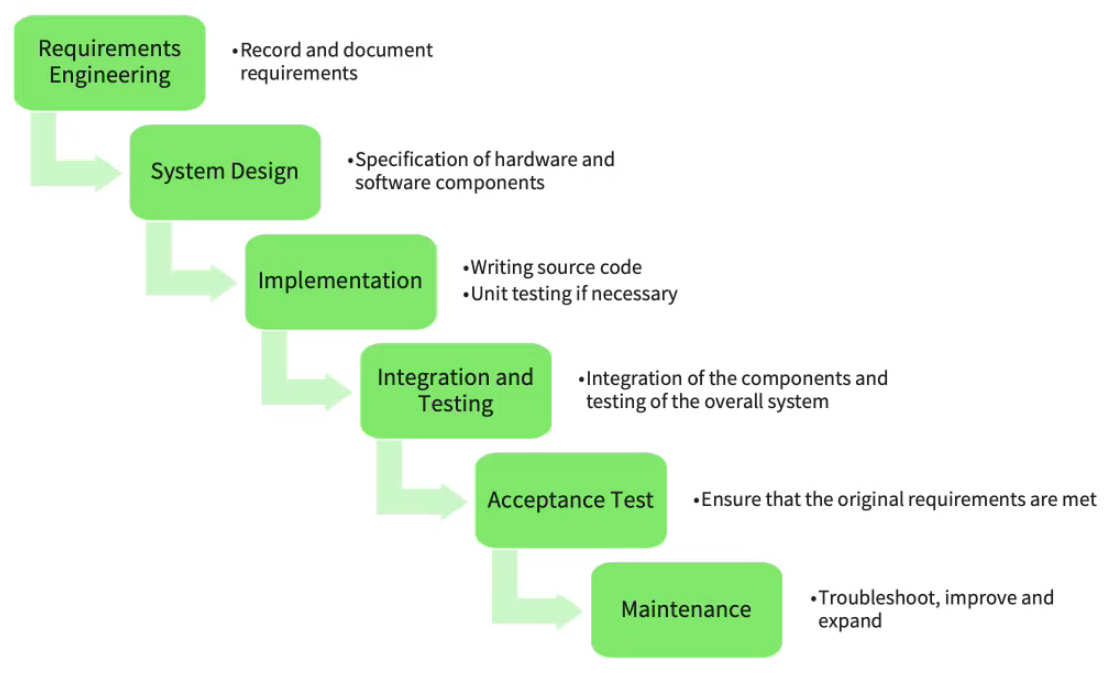 Requirements
Engineering
•Record and document
requirements
System Design
•Specification of hardware and
software components
Implementation
•Writing source code
•Unit testing if necessary
Integration and
Testing
•Integration of the components and
testing of the overall system
Acceptance Test
•Ensure that the original requirements are met
Maintenance
•Troubleshoot, improve and
expand